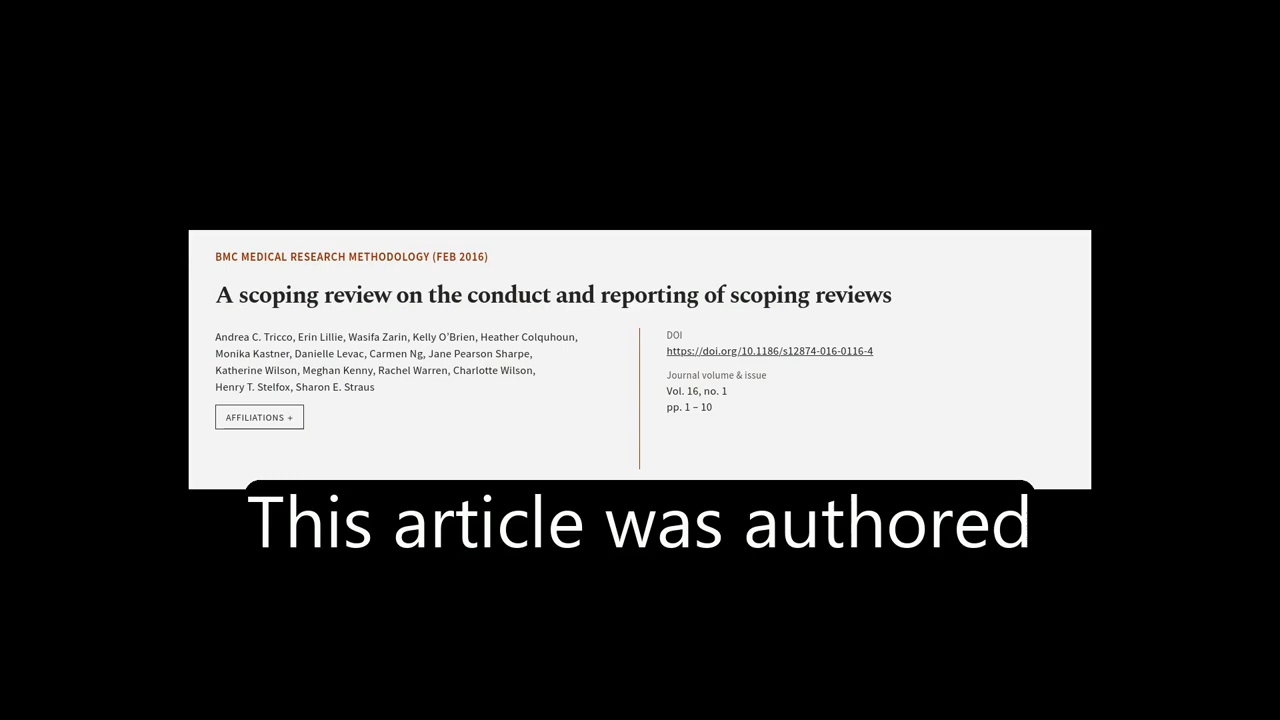 BMC MEDICAL RESEARCH METHODOLOGY (FEB 2016)
A scoping review on the conduct and reporting of scoping reviews
Andrea C. Tricco, Erin Lillie, Wasifa Zarin, Kelly O’Brien, Heather Colquhoun,
Monika Kastner, Danielle Levac, Carmen Ng, Jane Pearson Sharpe,
Katherine Wilson, Meghan Kenny, Rachel Warren, Charlotte Wilson,
Henry T. Stelfox, Sharon E. Straus
AFFILIATIONS +
DOI
https://doi.org/10.1186/s12874-016-0116-4
Journal volume & issue
Vol. 16, no. 1
pp. 1 – 10
This article was authored